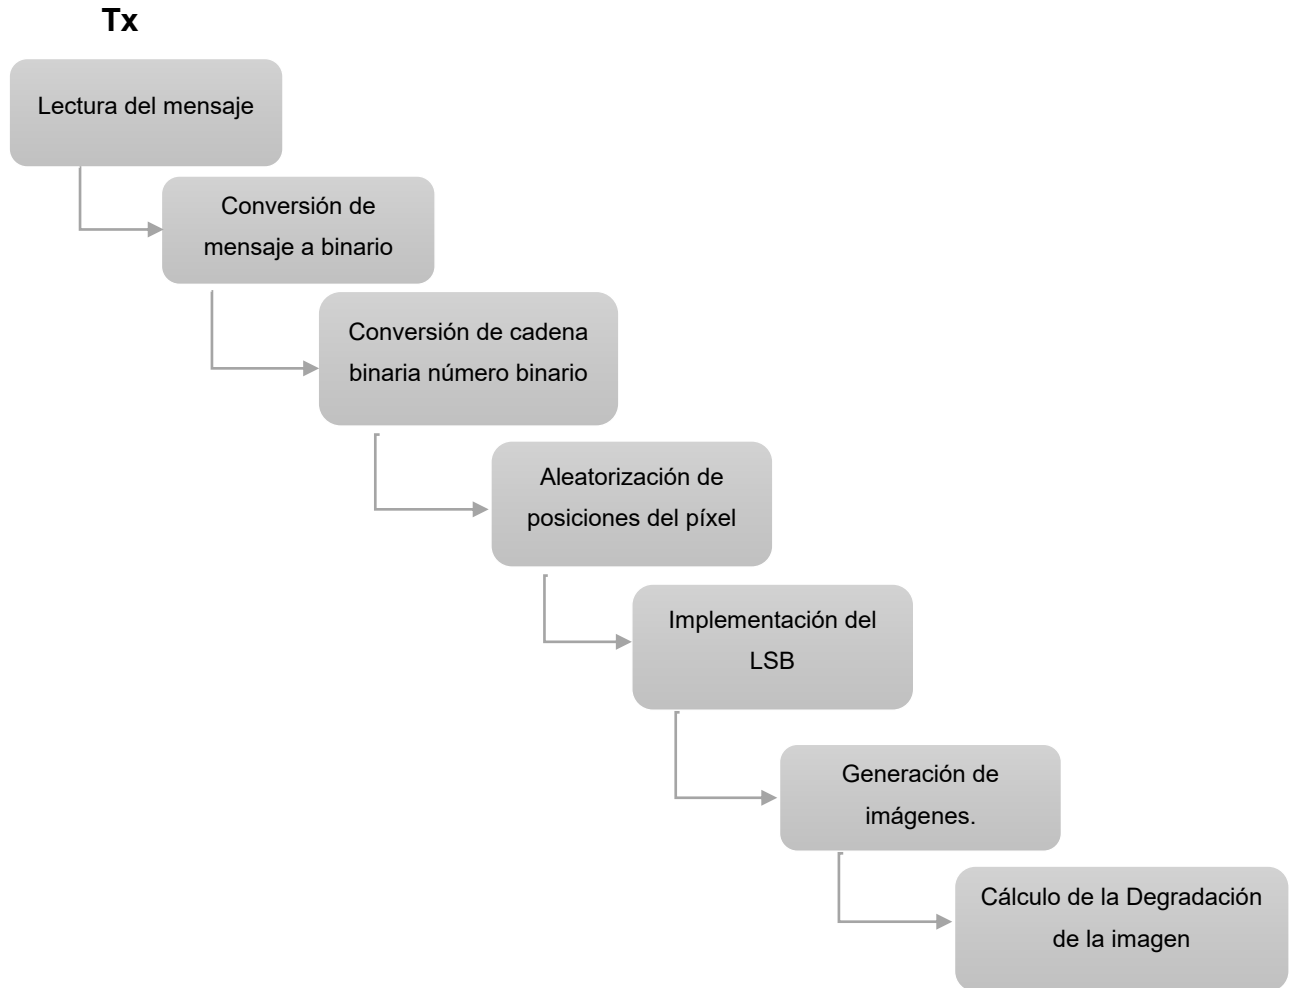 Tx
Lectura del mensaje
Conversión de
mensaje a binario
Conversión de cadena
binaria número binario
Aleatorización de
posiciones del píxel
Implementación del
LSB
Generación de
imágenes.
Cálculo de la Degradación
de la imagen